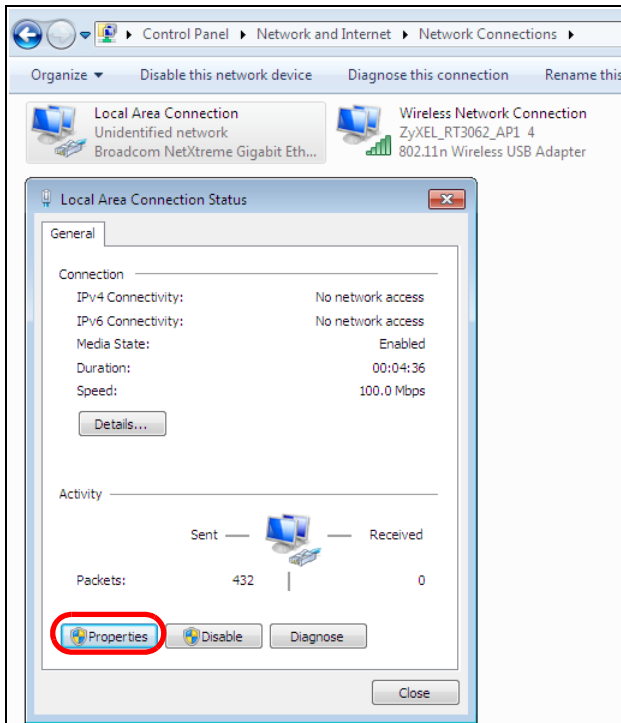 Control Panel ▸ Network and Internet ▸ Network Connections ▸
Organize ▾ Disable this network device Diagnose this connection Rename this
Local Area Connection
Unidentified network
Broadcom NetXtreme Gigabit Eth...
Wireless Network Connection
ZyXEL_RT3062_AP1 4
802.11n Wireless USB Adapter
Local Area Connection Status
General
Connection
IPv4 Connectivity: No network access
IPv6 Connectivity: No network access
Media State: Enabled
Duration: 00:04:36
Speed: 100.0 Mbps
Details...
Activity
Sent — — Received
Packets: 432 0
Properties Disable Diagnose
Close